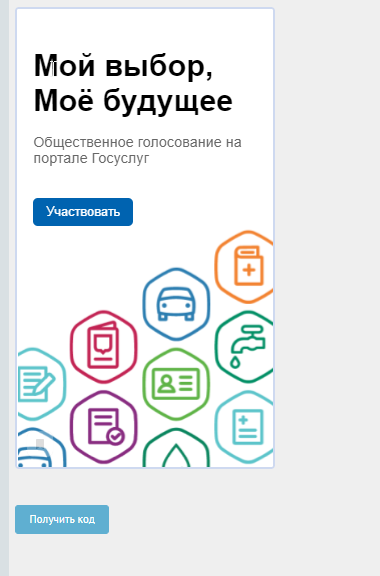 Мой выбор,
Моё будущее
Общественное голосование на
портале Госуслуг
Участвовать
Получить код